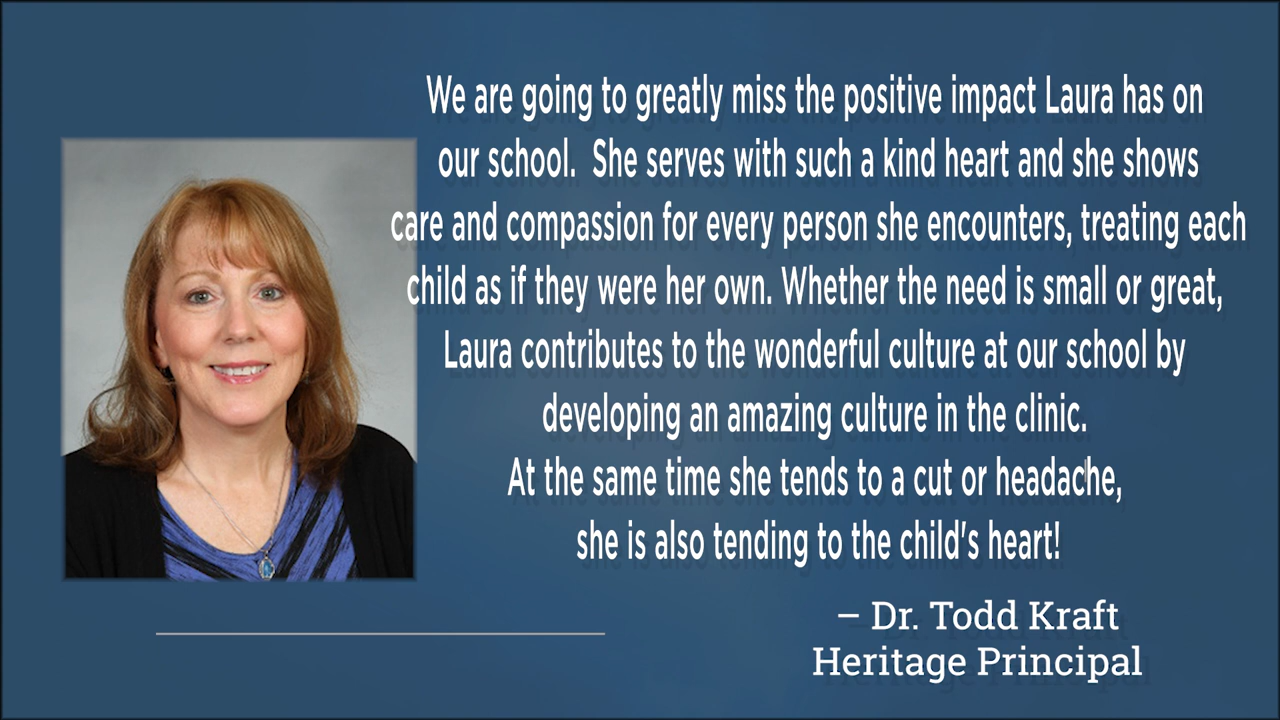 We are going to greatly miss the positive impact Laura has on
our school.  She serves with such a kind heart and she shows
care and compassion for every person she encounters, treating each
child as if they were her own. Whether the need is small or great,
Laura contributes to the wonderful culture at our school by
developing an amazing culture in the clinic.
At the same time she tends to a cut or headache,
she is also tending to the child's heart!
– Dr. Todd Kraft
Heritage Principal